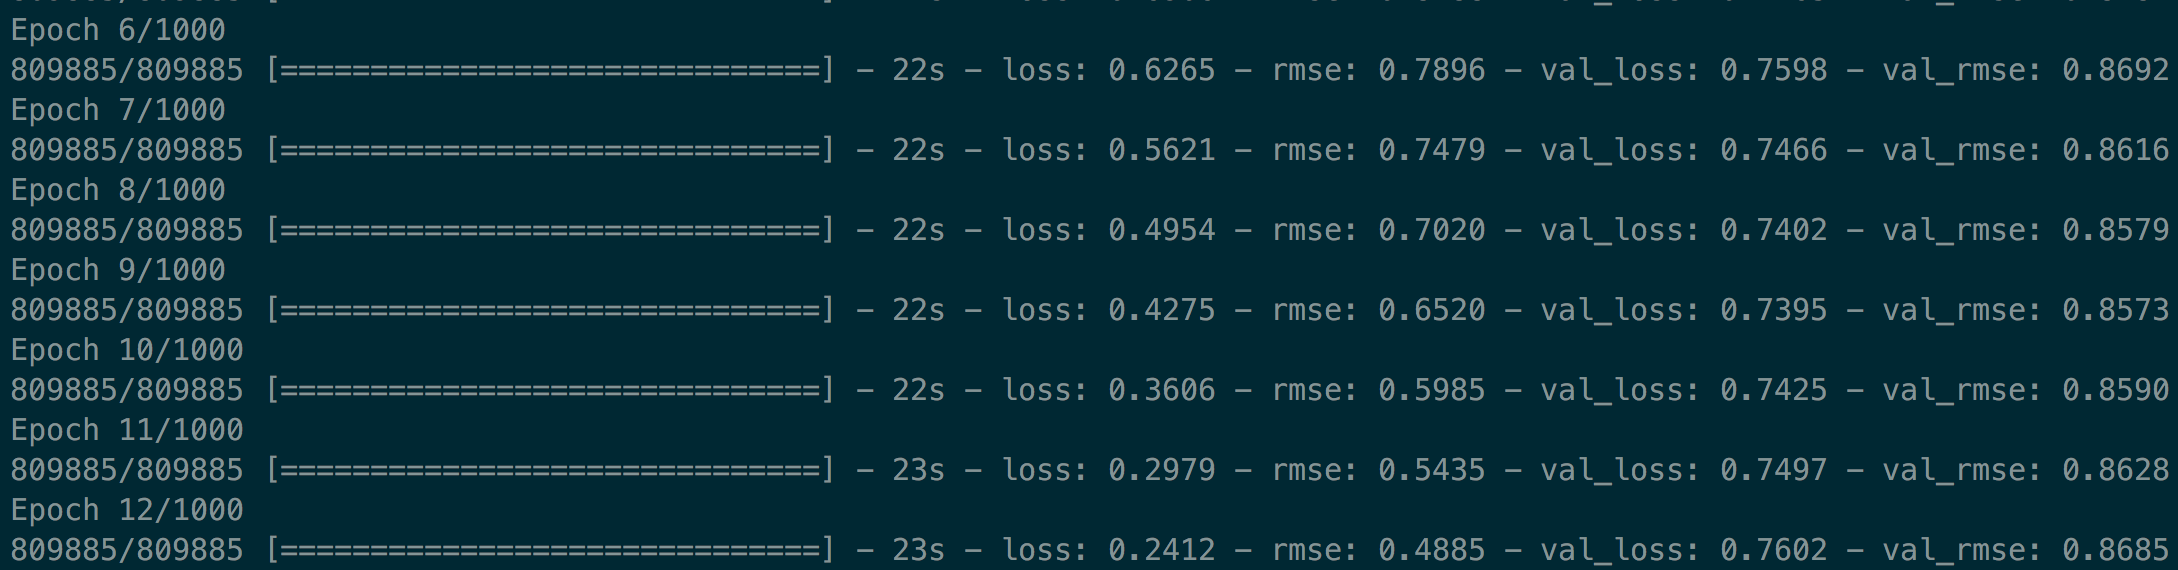 Epoch 6/1000
809885/809885 [==============================] - 22s - loss: 0.6265 - rmse: 0.7896 - val_loss: 0.7598 - val_rmse: 0.8692
Epoch 7/1000
809885/809885 [==============================] - 22s - loss: 0.5621 - rmse: 0.7479 - val_loss: 0.7466 - val_rmse: 0.8616
Epoch 8/1000
809885/809885 [==============================] - 22s - loss: 0.4954 - rmse: 0.7020 - val_loss: 0.7402 - val_rmse: 0.8579
Epoch 9/1000
809885/809885 [==============================] - 22s - loss: 0.4275 - rmse: 0.6520 - val_loss: 0.7395 - val_rmse: 0.8573
Epoch 10/1000
809885/809885 [==============================] - 22s - loss: 0.3606 - rmse: 0.5985 - val_loss: 0.7425 - val_rmse: 0.8590
Epoch 11/1000
809885/809885 [==============================] - 23s - loss: 0.2979 - rmse: 0.5435 - val_loss: 0.7497 - val_rmse: 0.8628
Epoch 12/1000
809885/809885 [==============================] - 23s - loss: 0.2412 - rmse: 0.4885 - val_loss: 0.7602 - val_rmse: 0.8685